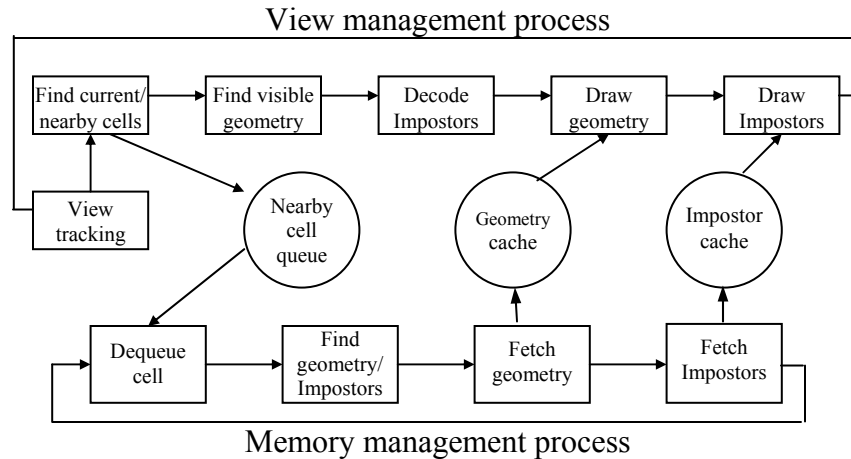 View management process
Find current/
nearby cells
Find visible
geometry
Decode
Impostors
Draw
geometry
Draw
Impostors
View
tracking
Nearby
cell
queue
Geometry
cache
Impostor
cache
Dequeue
cell
Find
geometry/
Impostors
Fetch
geometry
Fetch
Impostors
Memory management process